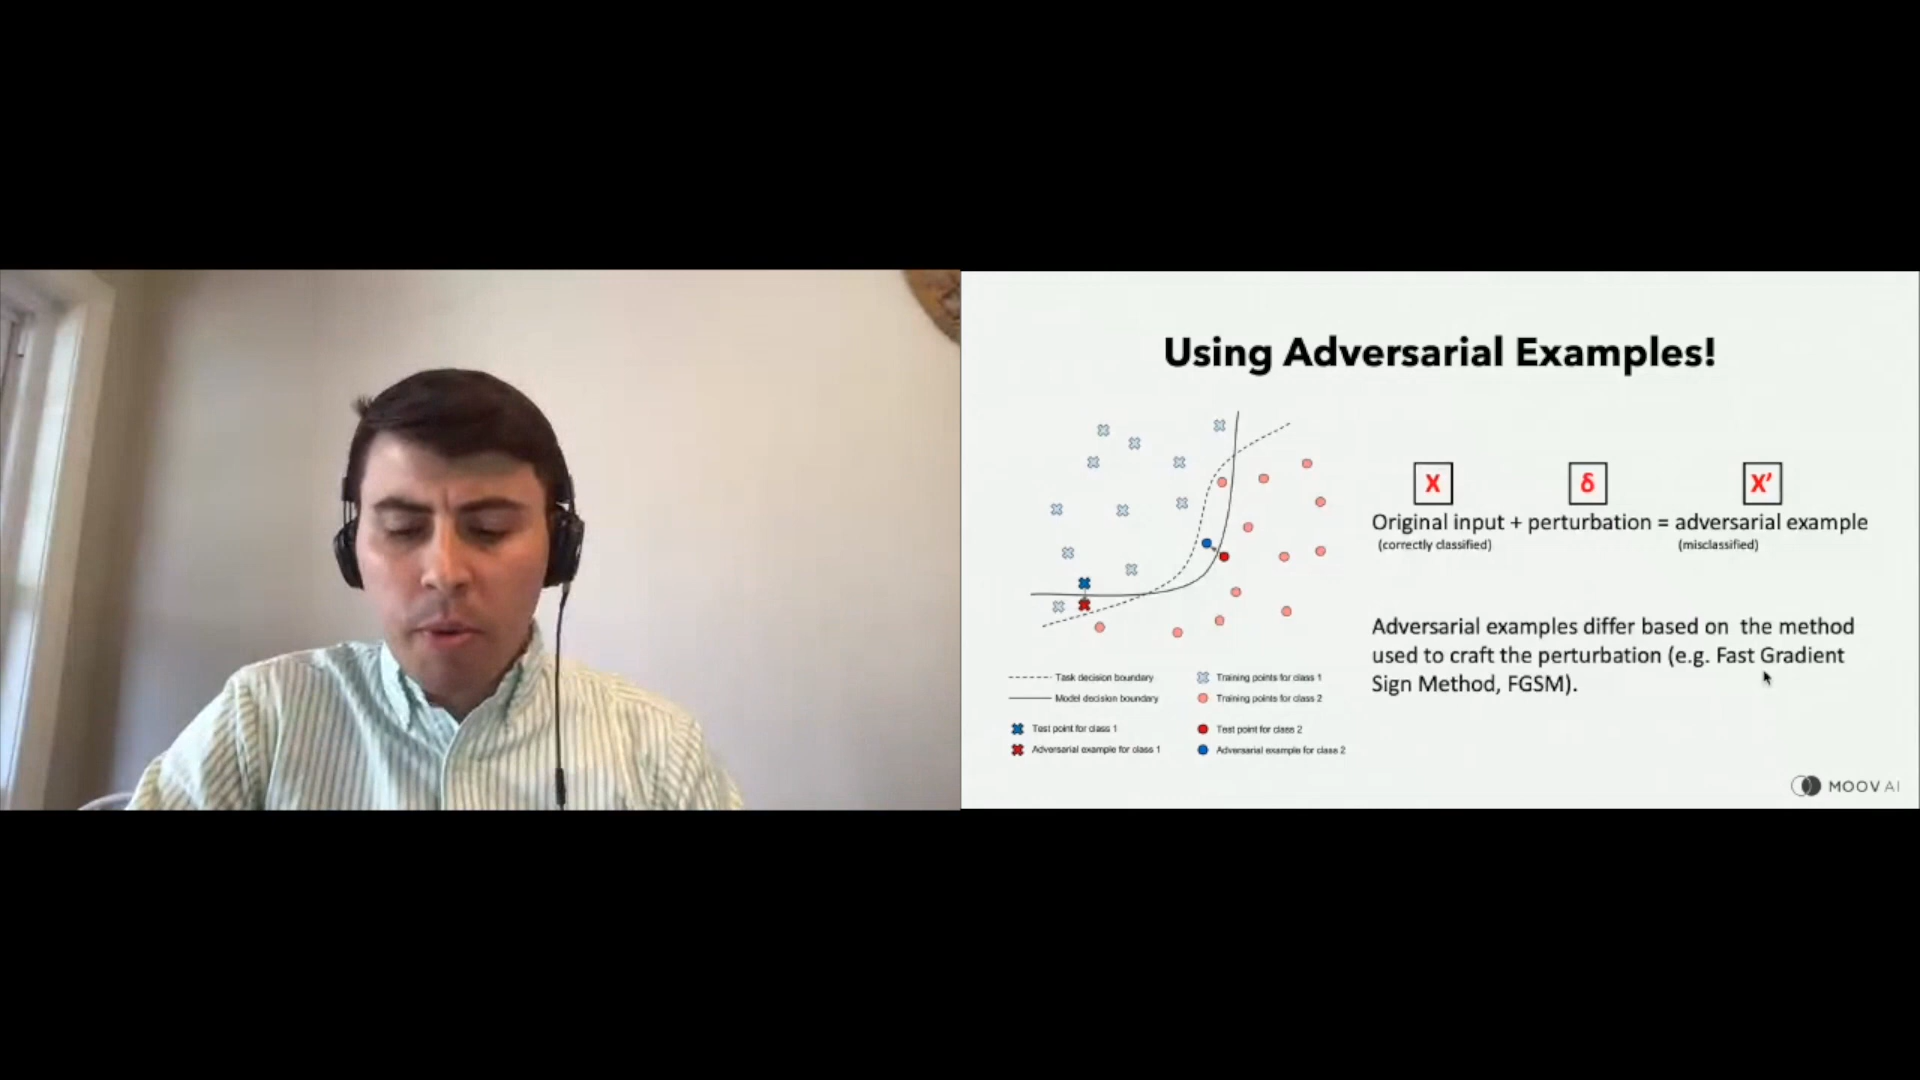 Using Adversarial Examples!
X
δ
X’
Original input + perturbation = adversarial example
(correctly classified)
(misclassified)
Adversarial examples differ based on the method
used to craft the perturbation (e.g. Fast Gradient
Sign Method, FGSM).
Task decision boundary
Model decision boundary
Test point for class 1
Adversarial example for class 1
Training points for class 1
Training points for class 2
Test point for class 2
Adversarial example for class 2
MOOV AI